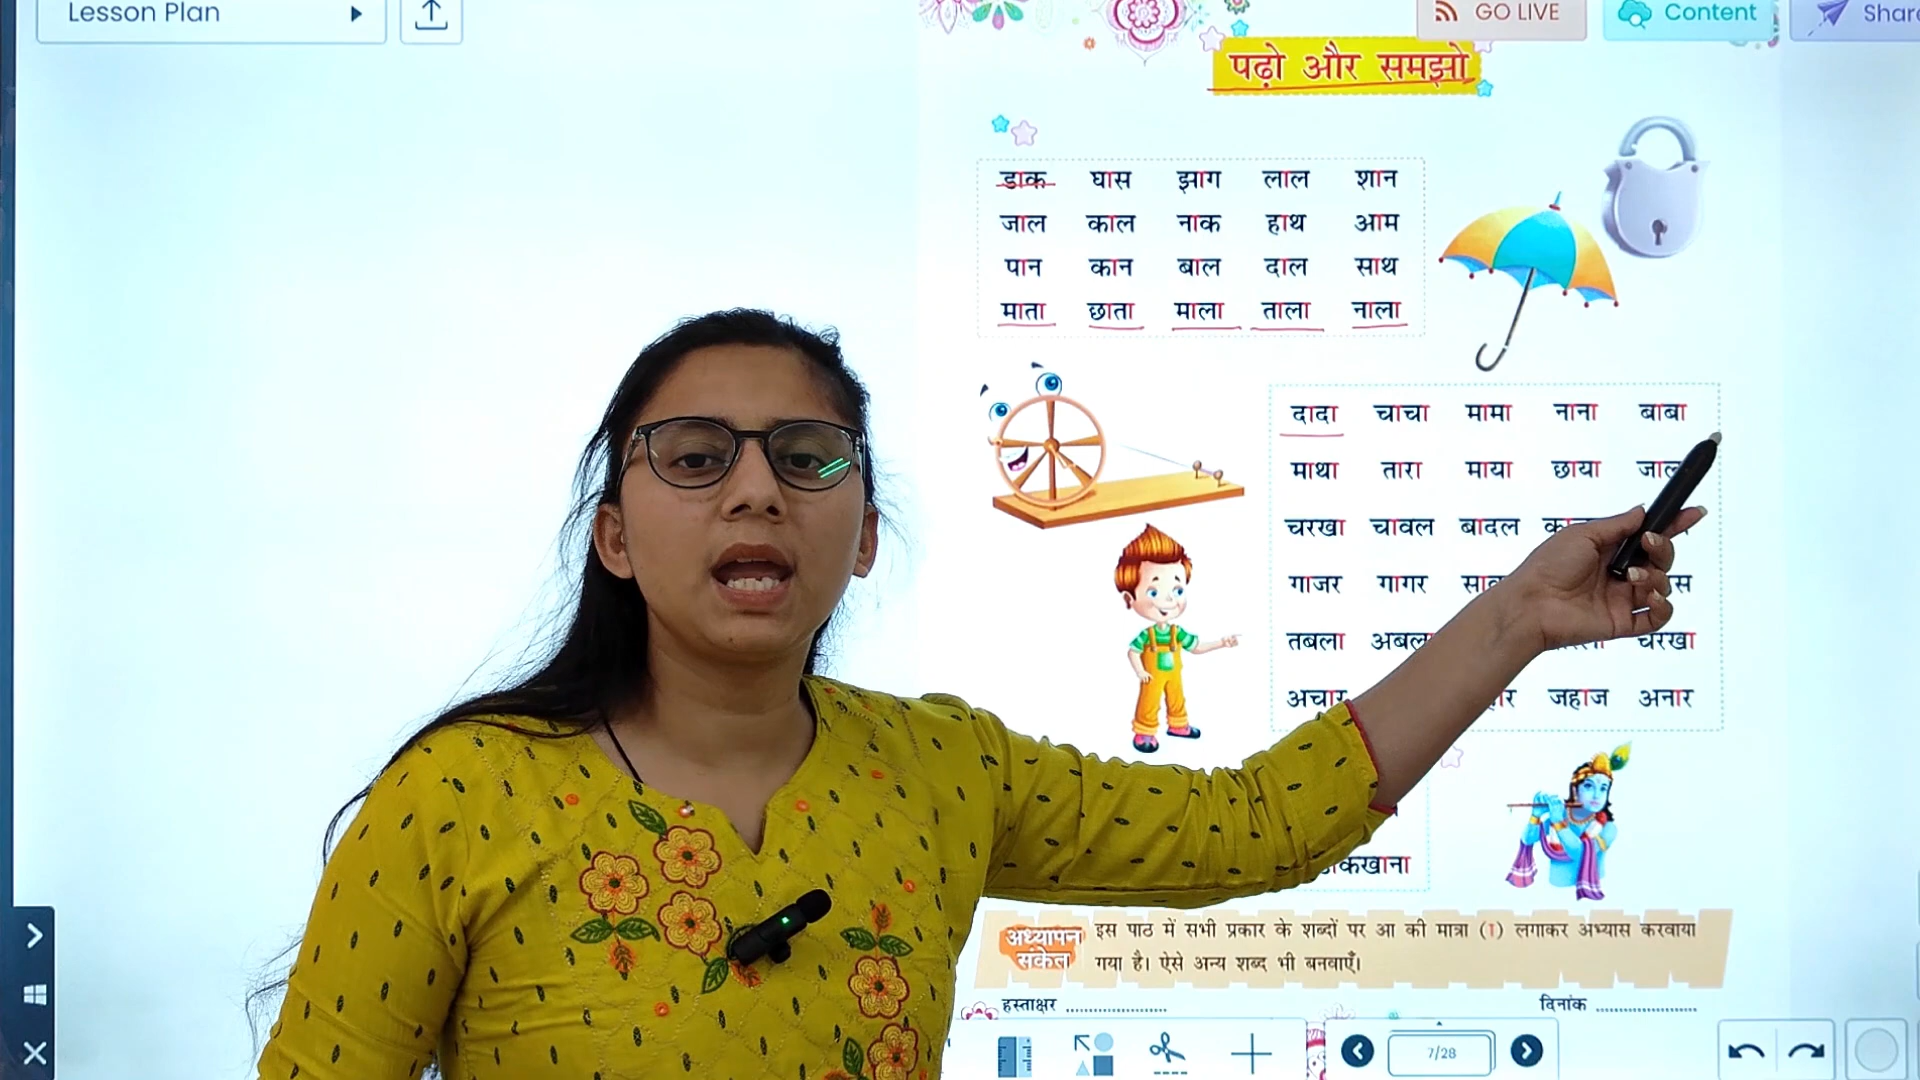 Lesson Plan
GO LIVE
Content
Share
पढ़ो और समझो
डाक घास झाग लाल शान
जाल काल नाक हाथ आम
पान कान बाल दाल साथ
माता छाता माला ताला नाला
दादा चाचा मामा नाना बाबा
माथा तारा माया छाया
चरखा चावल बादल
गाजर गागर
तबला चरखा
अचार जहाज अनार
अध्यापन संकेत
इस पाठ में सभी प्रकार के शब्दों पर आ की मात्रा (ा) लगाकर अभ्यास करवाया
गया है। ऐसे अन्य शब्द भी बनवाएँ।
हस्ताक्षर ....................... दिनांक .......................
7/28